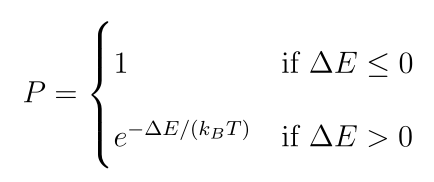 P = { 1 if ΔE ≤ 0
e^{-ΔE/(k_B T)} if ΔE > 0